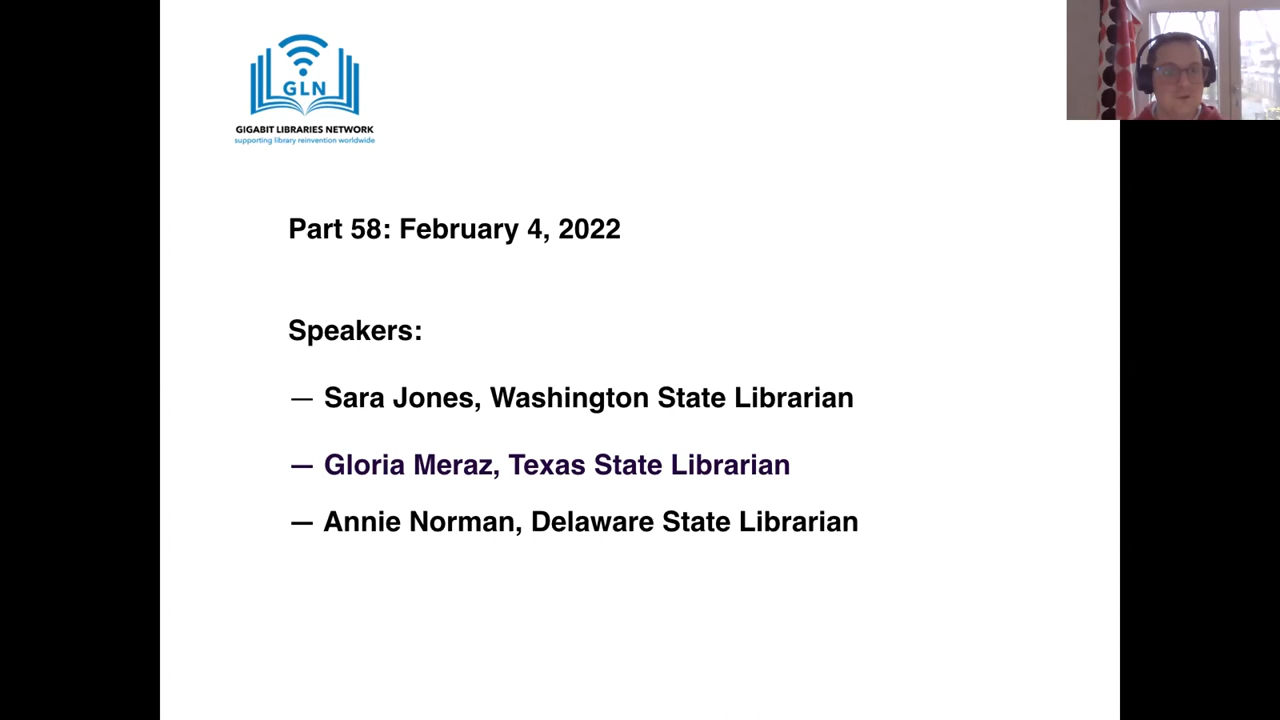 GLN
GIGABIT LIBRARIES NETWORK
supporting library reinvention worldwide
Part 58: February 4, 2022
Speakers:
— Sara Jones, Washington State Librarian
— Gloria Meraz, Texas State Librarian
— Annie Norman, Delaware State Librarian